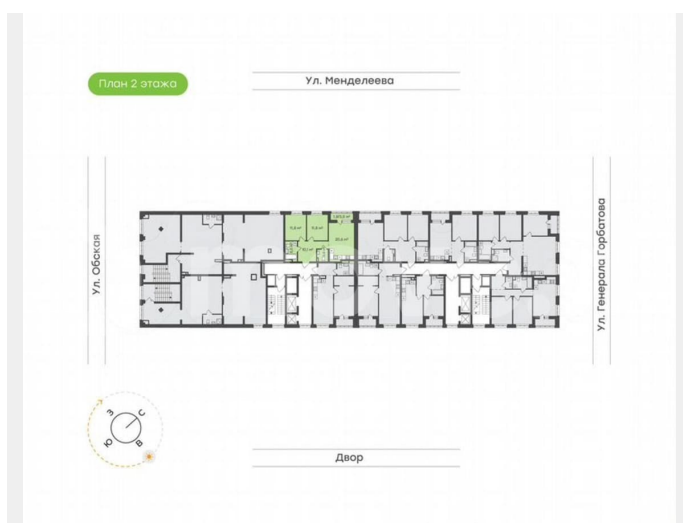 План 2 этажа
Ул. Менделеева
Ул. Обская
Ул. Генерала Горбатова
З
С
Ю
В
Двор